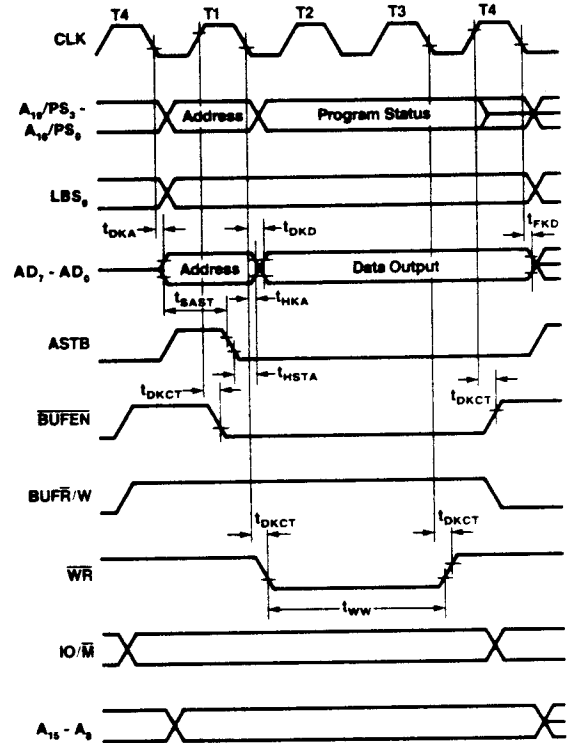 T4 T1 T2 T3 T4
CLK
A19/PS3 -
A16/PS0
Address
Program Status
LBS0
tDKA
tDKD
tFKD
AD7 - AD0
Address
Data Output
tSAST
tHKA
ASTB
tHSTA
tDKCT
tDKCT
BUFEN
BUFR/W
tDKCT
tDKCT
WR
tWW
IO/M
A15 - A8